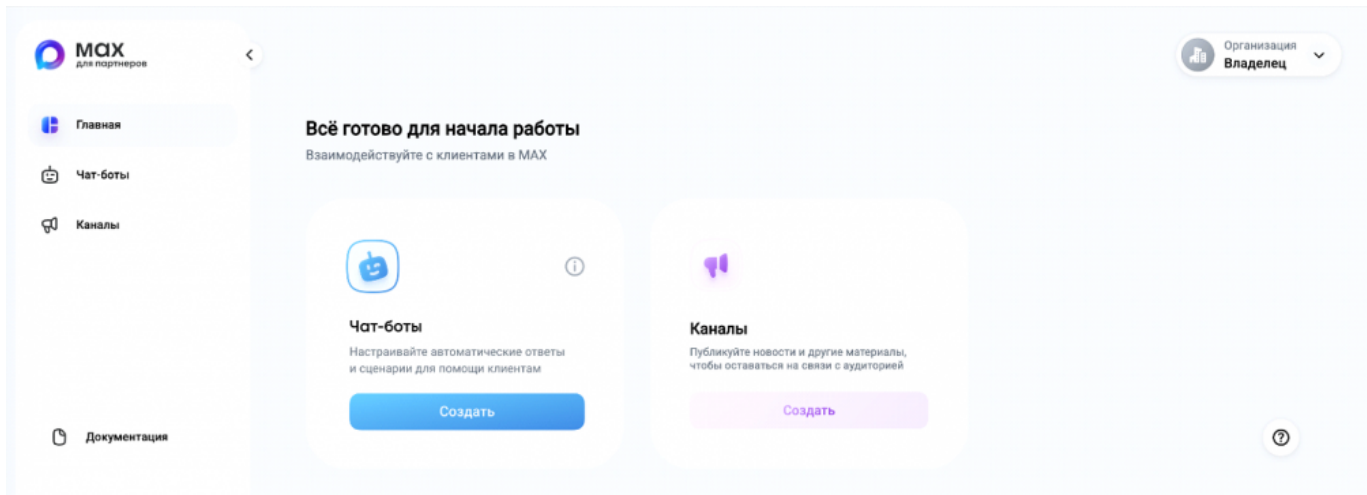 max
для партнеров
Организация
Владелец
Главная
Чат-боты
Каналы
Документация
Всё готово для начала работы
Взаимодействуйте с клиентами в MAX
Чат-боты
Настраивайте автоматические ответы
и сценарии для помощи клиентам
Создать
Каналы
Публикуйте новости и другие материалы,
чтобы оставаться на связи с аудиторией
Создать